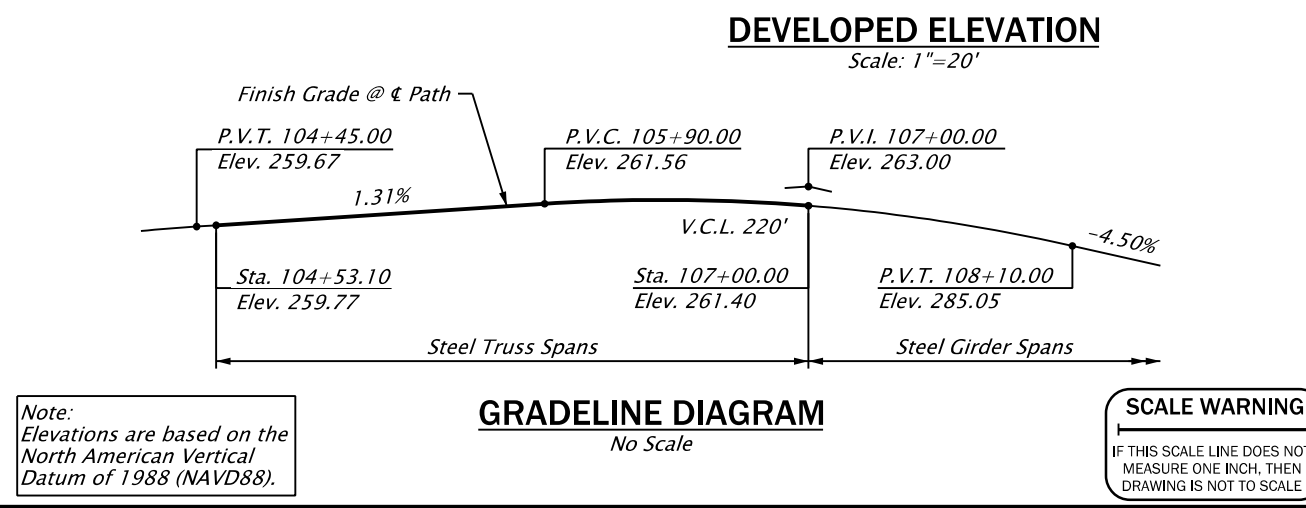 DEVELOPED ELEVATION
Scale: 1"=20'
Finish Grade @ ℄ Path
P.V.T. 104+45.00
Elev. 259.67
P.V.C. 105+90.00
Elev. 261.56
P.V.I. 107+00.00
Elev. 263.00
1.31%
V.C.L. 220'
-4.50%
Sta. 104+53.10
Elev. 259.77
Sta. 107+00.00
Elev. 261.40
P.V.T. 108+10.00
Elev. 285.05
Steel Truss Spans
Steel Girder Spans
Note:
Elevations are based on the
North American Vertical
Datum of 1988 (NAVD88).
GRADELINE DIAGRAM
No Scale
SCALE WARNING
IF THIS SCALE LINE DOES NOT
MEASURE ONE INCH, THEN
DRAWING IS NOT TO SCALE